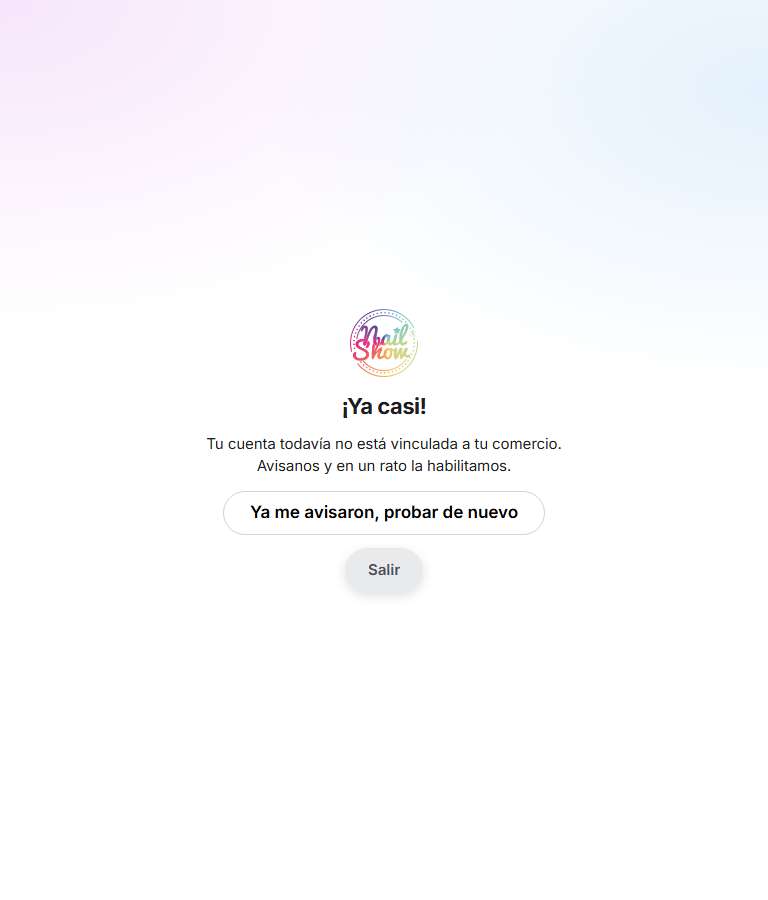 Nail
Show
¡Ya casi!
Tu cuenta todavía no está vinculada a tu comercio.
Avisanos y en un rato la habilitamos.
Ya me avisaron, probar de nuevo
Salir